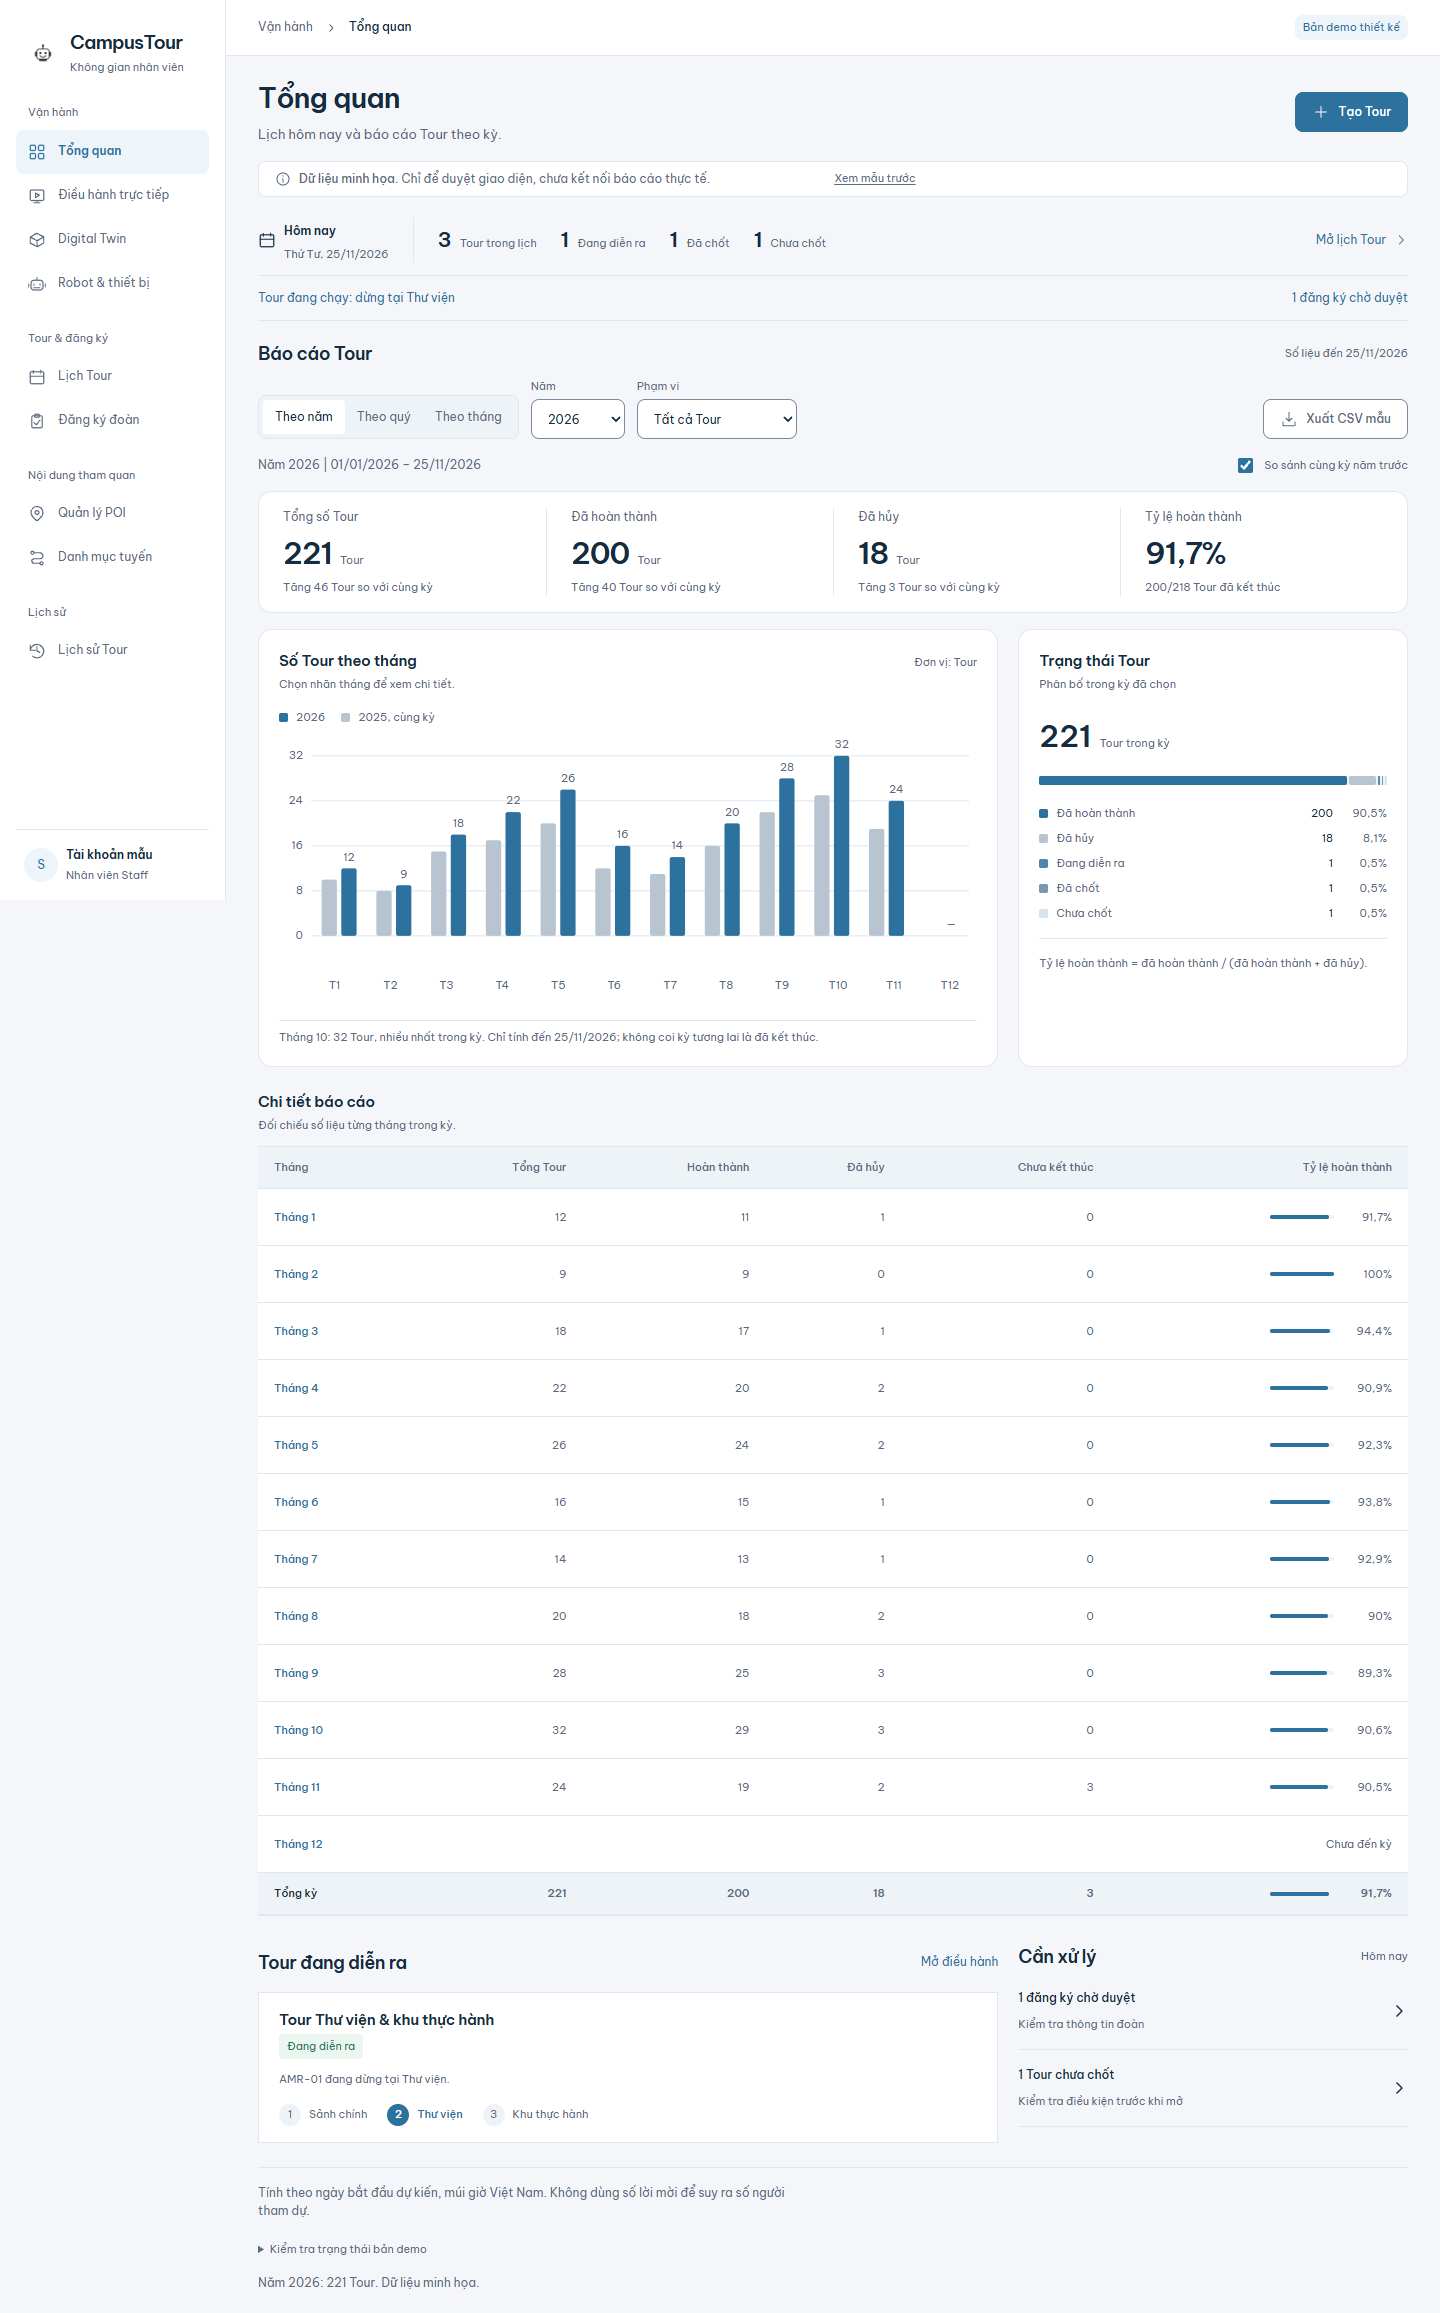 CampusTour
Không gian nhân viên
Vận hành
Tổng quan
Điều hành trực tiếp
Digital Twin
Robot & thiết bị
Tour & đăng ký
Lịch Tour
Đăng ký đoàn
Nội dung tham quan
Quản lý POI
Danh mục tuyến
Lịch sử
Lịch sử Tour
S
Tài khoản mẫu
Nhân viên Staff
Vận hành > Tổng quan
Bản demo thiết kế
Tổng quan
Lịch hôm nay và báo cáo Tour theo kỳ.
Tạo Tour
Dữ liệu minh họa. Chỉ để duyệt giao diện, chưa kết nối báo cáo thực tế. Xem mẫu trước
Hôm nay
Thứ Tư, 25/11/2026
3 Tour trong lịch 1 Đang diễn ra 1 Đã chốt 1 Chưa chốt
Mở lịch Tour
Tour đang chạy: dừng tại Thư viện
1 đăng ký chờ duyệt
Báo cáo Tour
Số liệu đến 25/11/2026
Theo năm Theo quý Theo tháng
Năm
2026
Phạm vi
Tất cả Tour
Xuất CSV mẫu
Năm 2026 | 01/01/2026 – 25/11/2026
So sánh cùng kỳ năm trước
Tổng số Tour
221 Tour
Tăng 46 Tour so với cùng kỳ
Đã hoàn thành
200 Tour
Tăng 40 Tour so với cùng kỳ
Đã hủy
18 Tour
Tăng 3 Tour so với cùng kỳ
Tỷ lệ hoàn thành
91,7%
200/218 Tour đã kết thúc
Số Tour theo tháng
Đơn vị: Tour
Chọn nhãn tháng để xem chi tiết.
2026 2025, cùng kỳ
32
24
16
8
0
12
9
18
22
26
16
14
20
28
32
24
–
T1 T2 T3 T4 T5 T6 T7 T8 T9 T10 T11 T12
Tháng 10: 32 Tour, nhiều nhất trong kỳ. Chỉ tính đến 25/11/2026; không coi kỳ tương lai là đã kết thúc.
Trạng thái Tour
Phân bố trong kỳ đã chọn
221 Tour trong kỳ
Đã hoàn thành 200 90,5%
Đã hủy 18 8,1%
Đang diễn ra 1 0,5%
Đã chốt 1 0,5%
Chưa chốt 1 0,5%
Tỷ lệ hoàn thành = đã hoàn thành / (đã hoàn thành + đã hủy).
Chi tiết báo cáo
Đối chiếu số liệu từng tháng trong kỳ.
Tháng Tổng Tour Hoàn thành Đã hủy Chưa kết thúc Tỷ lệ hoàn thành
Tháng 1 12 11 1 0 91,7%
Tháng 2 9 9 0 0 100%
Tháng 3 18 17 1 0 94,4%
Tháng 4 22 20 2 0 90,9%
Tháng 5 26 24 2 0 92,3%
Tháng 6 16 15 1 0 93,8%
Tháng 7 14 13 1 0 92,9%
Tháng 8 20 18 2 0 90%
Tháng 9 28 25 3 0 89,3%
Tháng 10 32 29 3 0 90,6%
Tháng 11 24 19 2 3 90,5%
Tháng 12 Chưa đến kỳ
Tổng kỳ 221 200 18 3 91,7%
Tour đang diễn ra
Mở điều hành
Tour Thư viện & khu thực hành
Đang diễn ra
AMR-01 đang dừng tại Thư viện.
1 Sảnh chính 2 Thư viện 3 Khu thực hành
Cần xử lý
Hôm nay
1 đăng ký chờ duyệt
Kiểm tra thông tin đoàn
1 Tour chưa chốt
Kiểm tra điều kiện trước khi mở
Tính theo ngày bắt đầu dự kiến, múi giờ Việt Nam. Không dùng số lời mời để suy ra số người
tham dự.
Kiểm tra trạng thái bản demo
Năm 2026: 221 Tour. Dữ liệu minh họa.